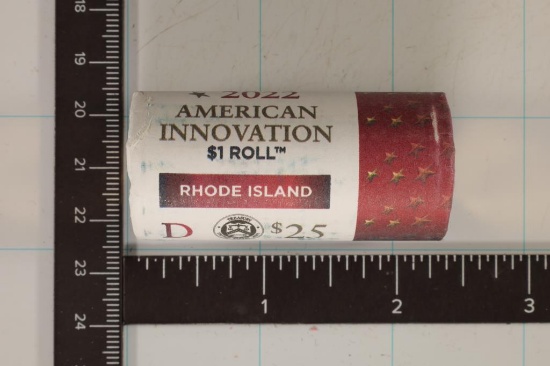 18
19
20
21
22
23
24
2022
AMERICAN
INNOVATION
$1 ROLL™
RHODE ISLAND
D $25
1 2 3